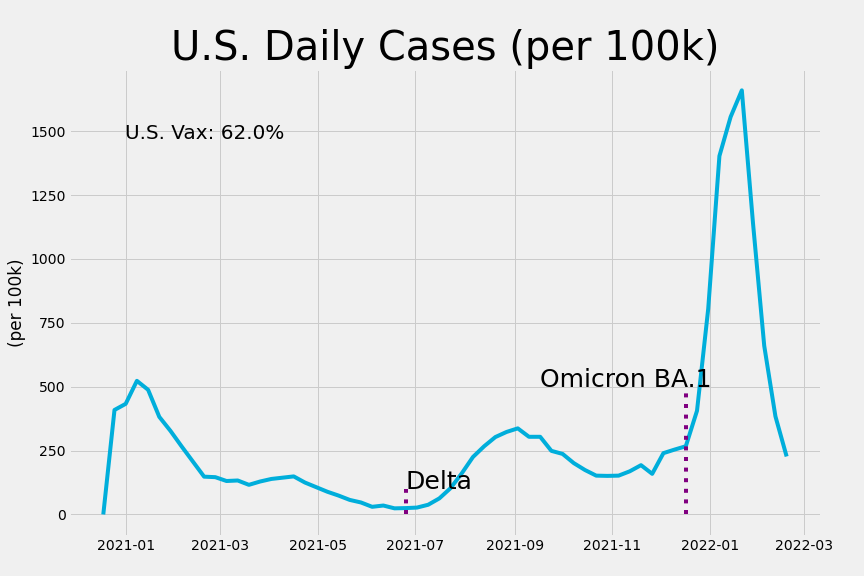 U.S. Daily Cases (per 100k)
U.S. Vax: 62.0%
1500
1250
1000
750
500
250
0
(per 100k)
Omicron BA.1
Delta
2021-01 2021-03 2021-05 2021-07 2021-09 2021-11 2022-01 2022-03